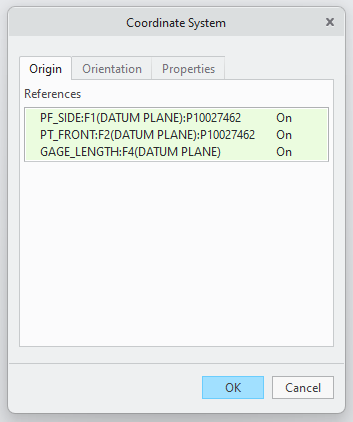 Coordinate System
Origin Orientation Properties
References
PF_SIDE:F1(DATUM PLANE):P10027462 On
PT_FRONT:F2(DATUM PLANE):P10027462 On
GAGE_LENGTH:F4(DATUM PLANE) On
OK Cancel